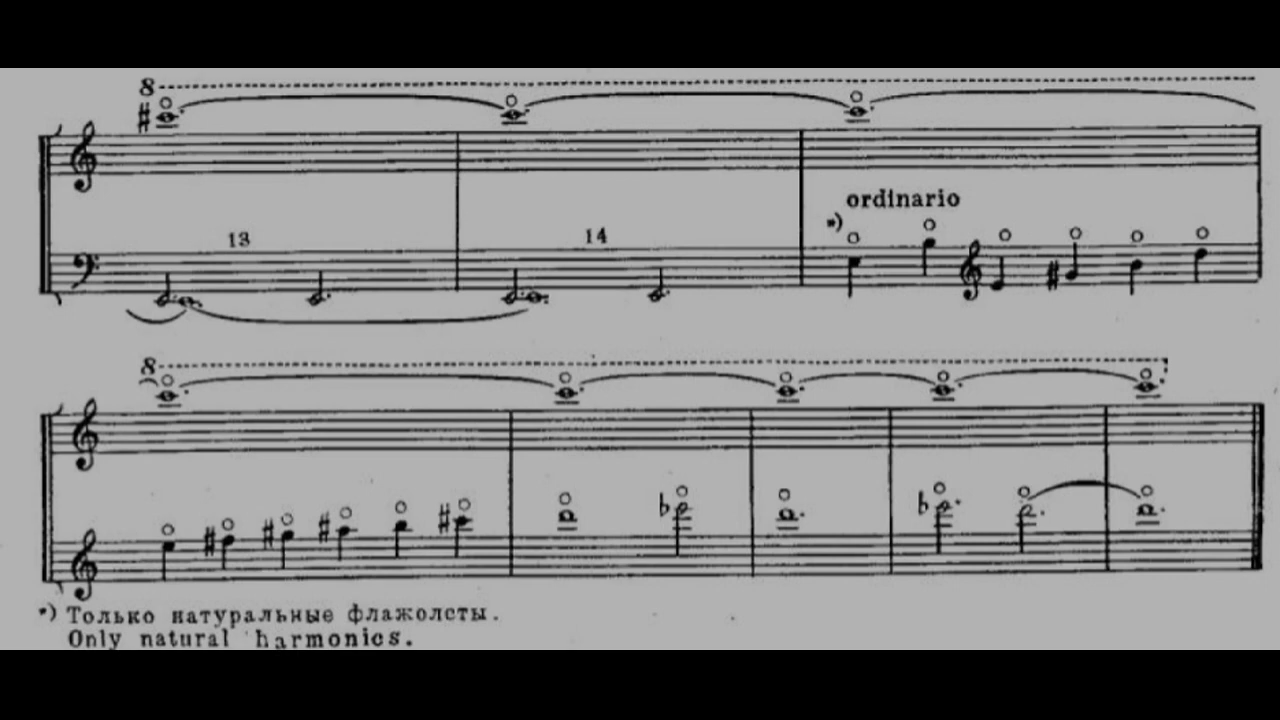 8
13 14
ordinario
*)
8
*) Только натуральные флажолеты.
Only natural harmonics.